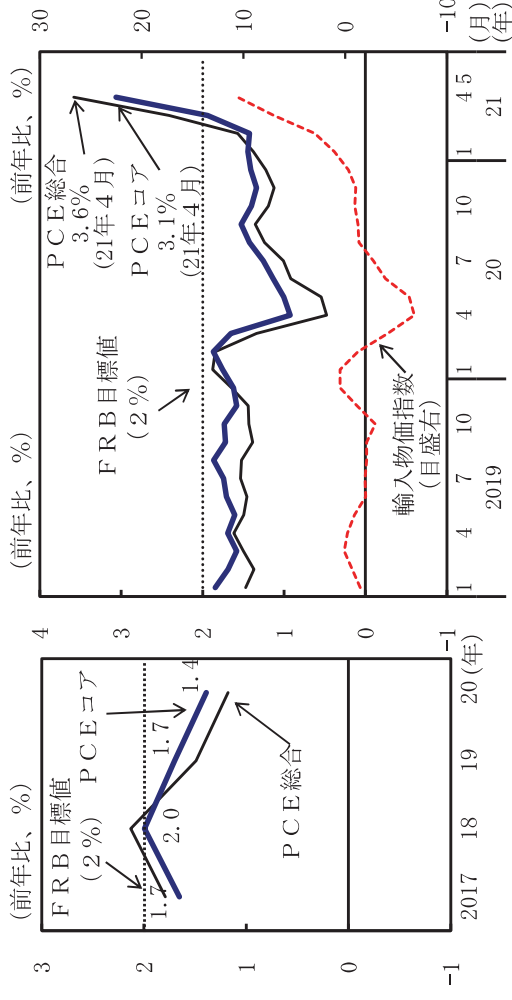 (前年比、%)
3
2
1
0
-1
FRB目標値
(2%)
PCEコア
1.7
2.0
1.7
1.4
PCE総合
2017
18
19
20
(年)
(前年比、%)
(前年比、%)
4
3
2
1
0
-1
30
20
10
0
-10
FRB目標値
(2%)
PCE総合
3.6%
(21年4月)
PCEコア
3.1%
(21年4月)
輸入物価指数
(目盛右)
1
4
7
10
1
4
7
10
1
4
5
(月)
2019
20
21
(年)